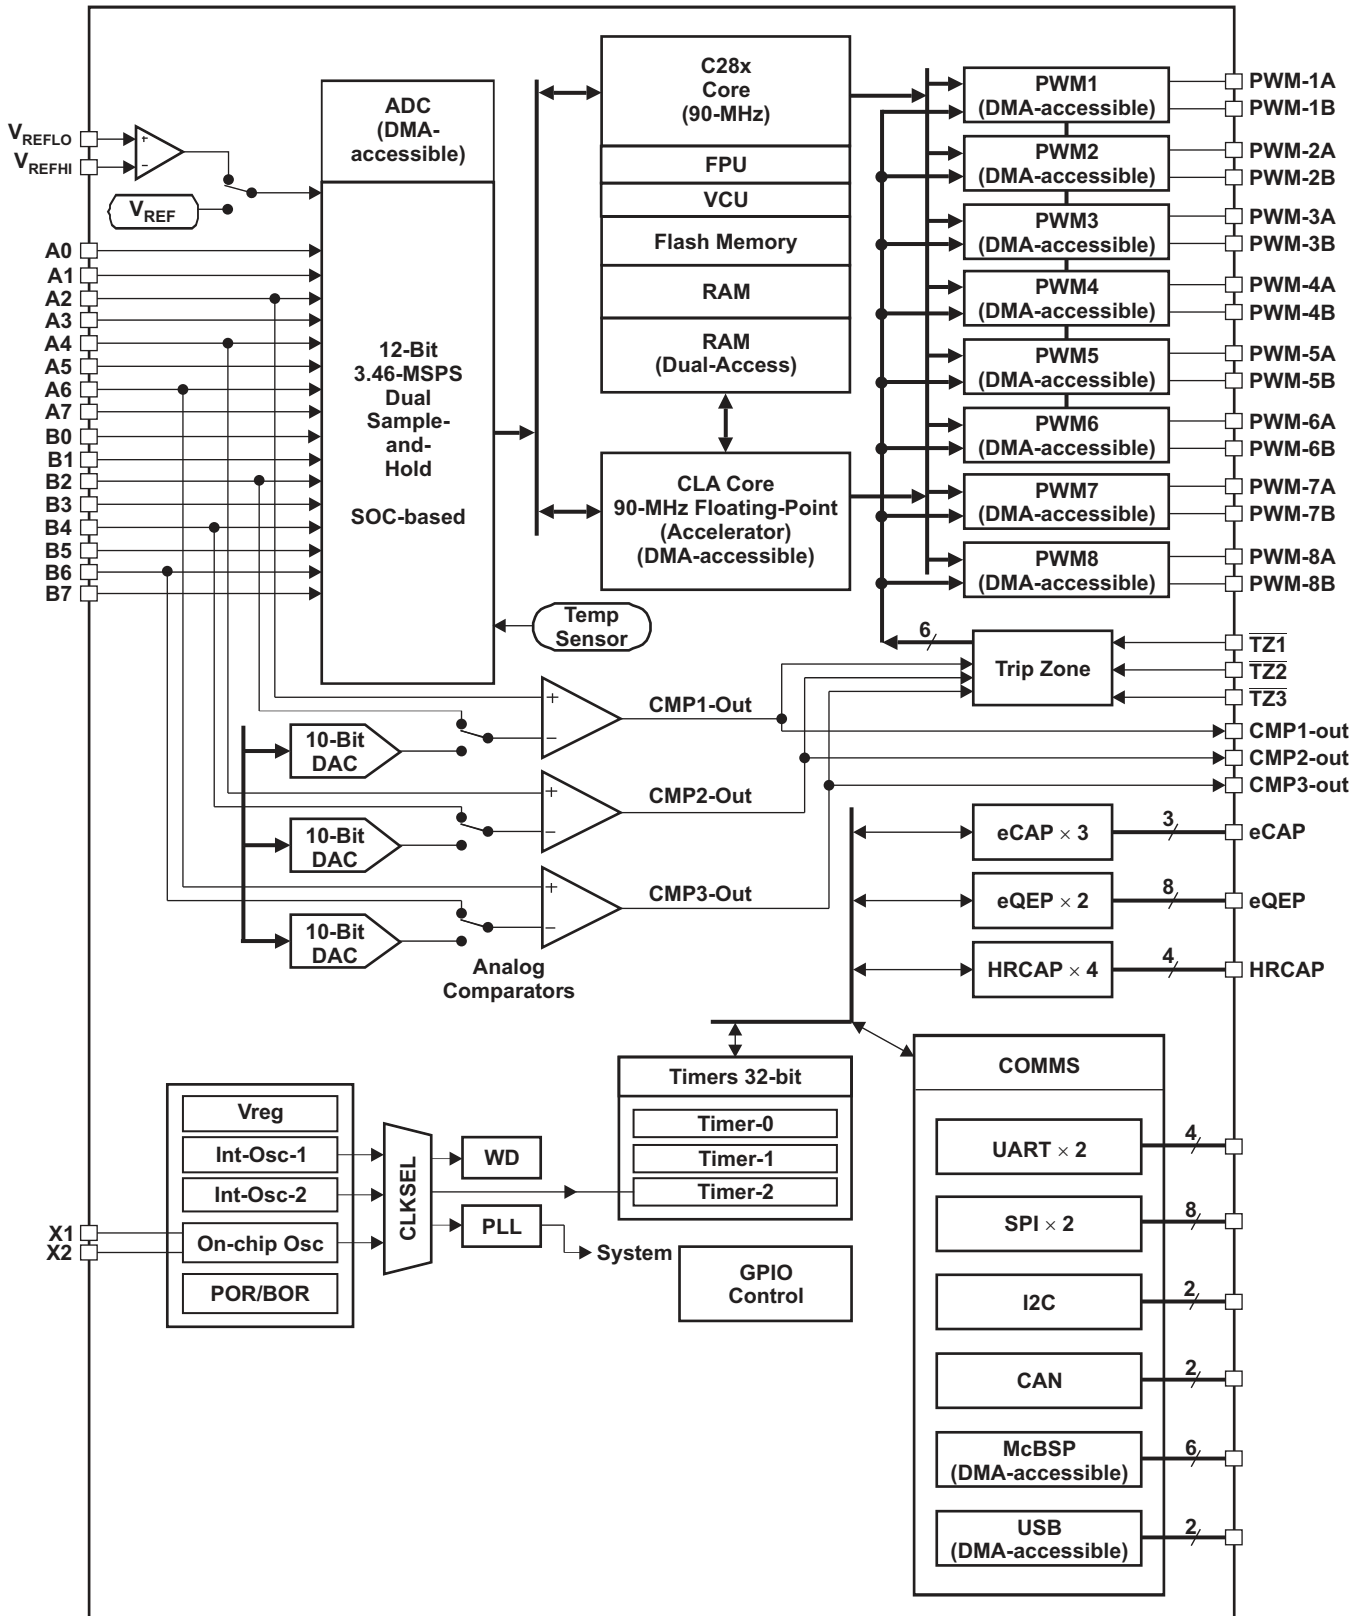 V_REFLO
V_REFHI
V_REF
A0
A1
A2
A3
A4
A5
A6
A7
B0
B1
B2
B3
B4
B5
B6
B7
ADC
(DMA-
accessible)
12-Bit
3.46-MSPS
Dual
Sample-
and-
Hold
SOC-based
Temp
Sensor
C28x
Core
(90-MHz)
FPU
VCU
Flash Memory
RAM
RAM
(Dual-Access)
CLA Core
90-MHz Floating-Point
(Accelerator)
(DMA-accessible)
PWM1
(DMA-accessible)
PWM2
(DMA-accessible)
PWM3
(DMA-accessible)
PWM4
(DMA-accessible)
PWM5
(DMA-accessible)
PWM6
(DMA-accessible)
PWM7
(DMA-accessible)
PWM8
(DMA-accessible)
PWM-1A
PWM-1B
PWM-2A
PWM-2B
PWM-3A
PWM-3B
PWM-4A
PWM-4B
PWM-5A
PWM-5B
PWM-6A
PWM-6B
PWM-7A
PWM-7B
PWM-8A
PWM-8B
6
Trip Zone
TZ1
TZ2
TZ3
CMP1-out
CMP2-out
CMP3-out
10-Bit
DAC
10-Bit
DAC
10-Bit
DAC
+
−
+
−
+
−
+
−
CMP1-Out
CMP2-Out
CMP3-Out
Analog
Comparators
eCAP × 3
3
eCAP
eQEP × 2
8
eQEP
HRCAP × 4
4
HRCAP
Timers 32-bit
Timer-0
Timer-1
Timer-2
COMMS
UART × 2
4
SPI × 2
8
I2C
2
CAN
2
McBSP
(DMA-accessible)
6
USB
(DMA-accessible)
2
Vreg
Int-Osc-1
Int-Osc-2
On-chip Osc
POR/BOR
X1
X2
CLKSEL
WD
PLL
System
GPIO
Control